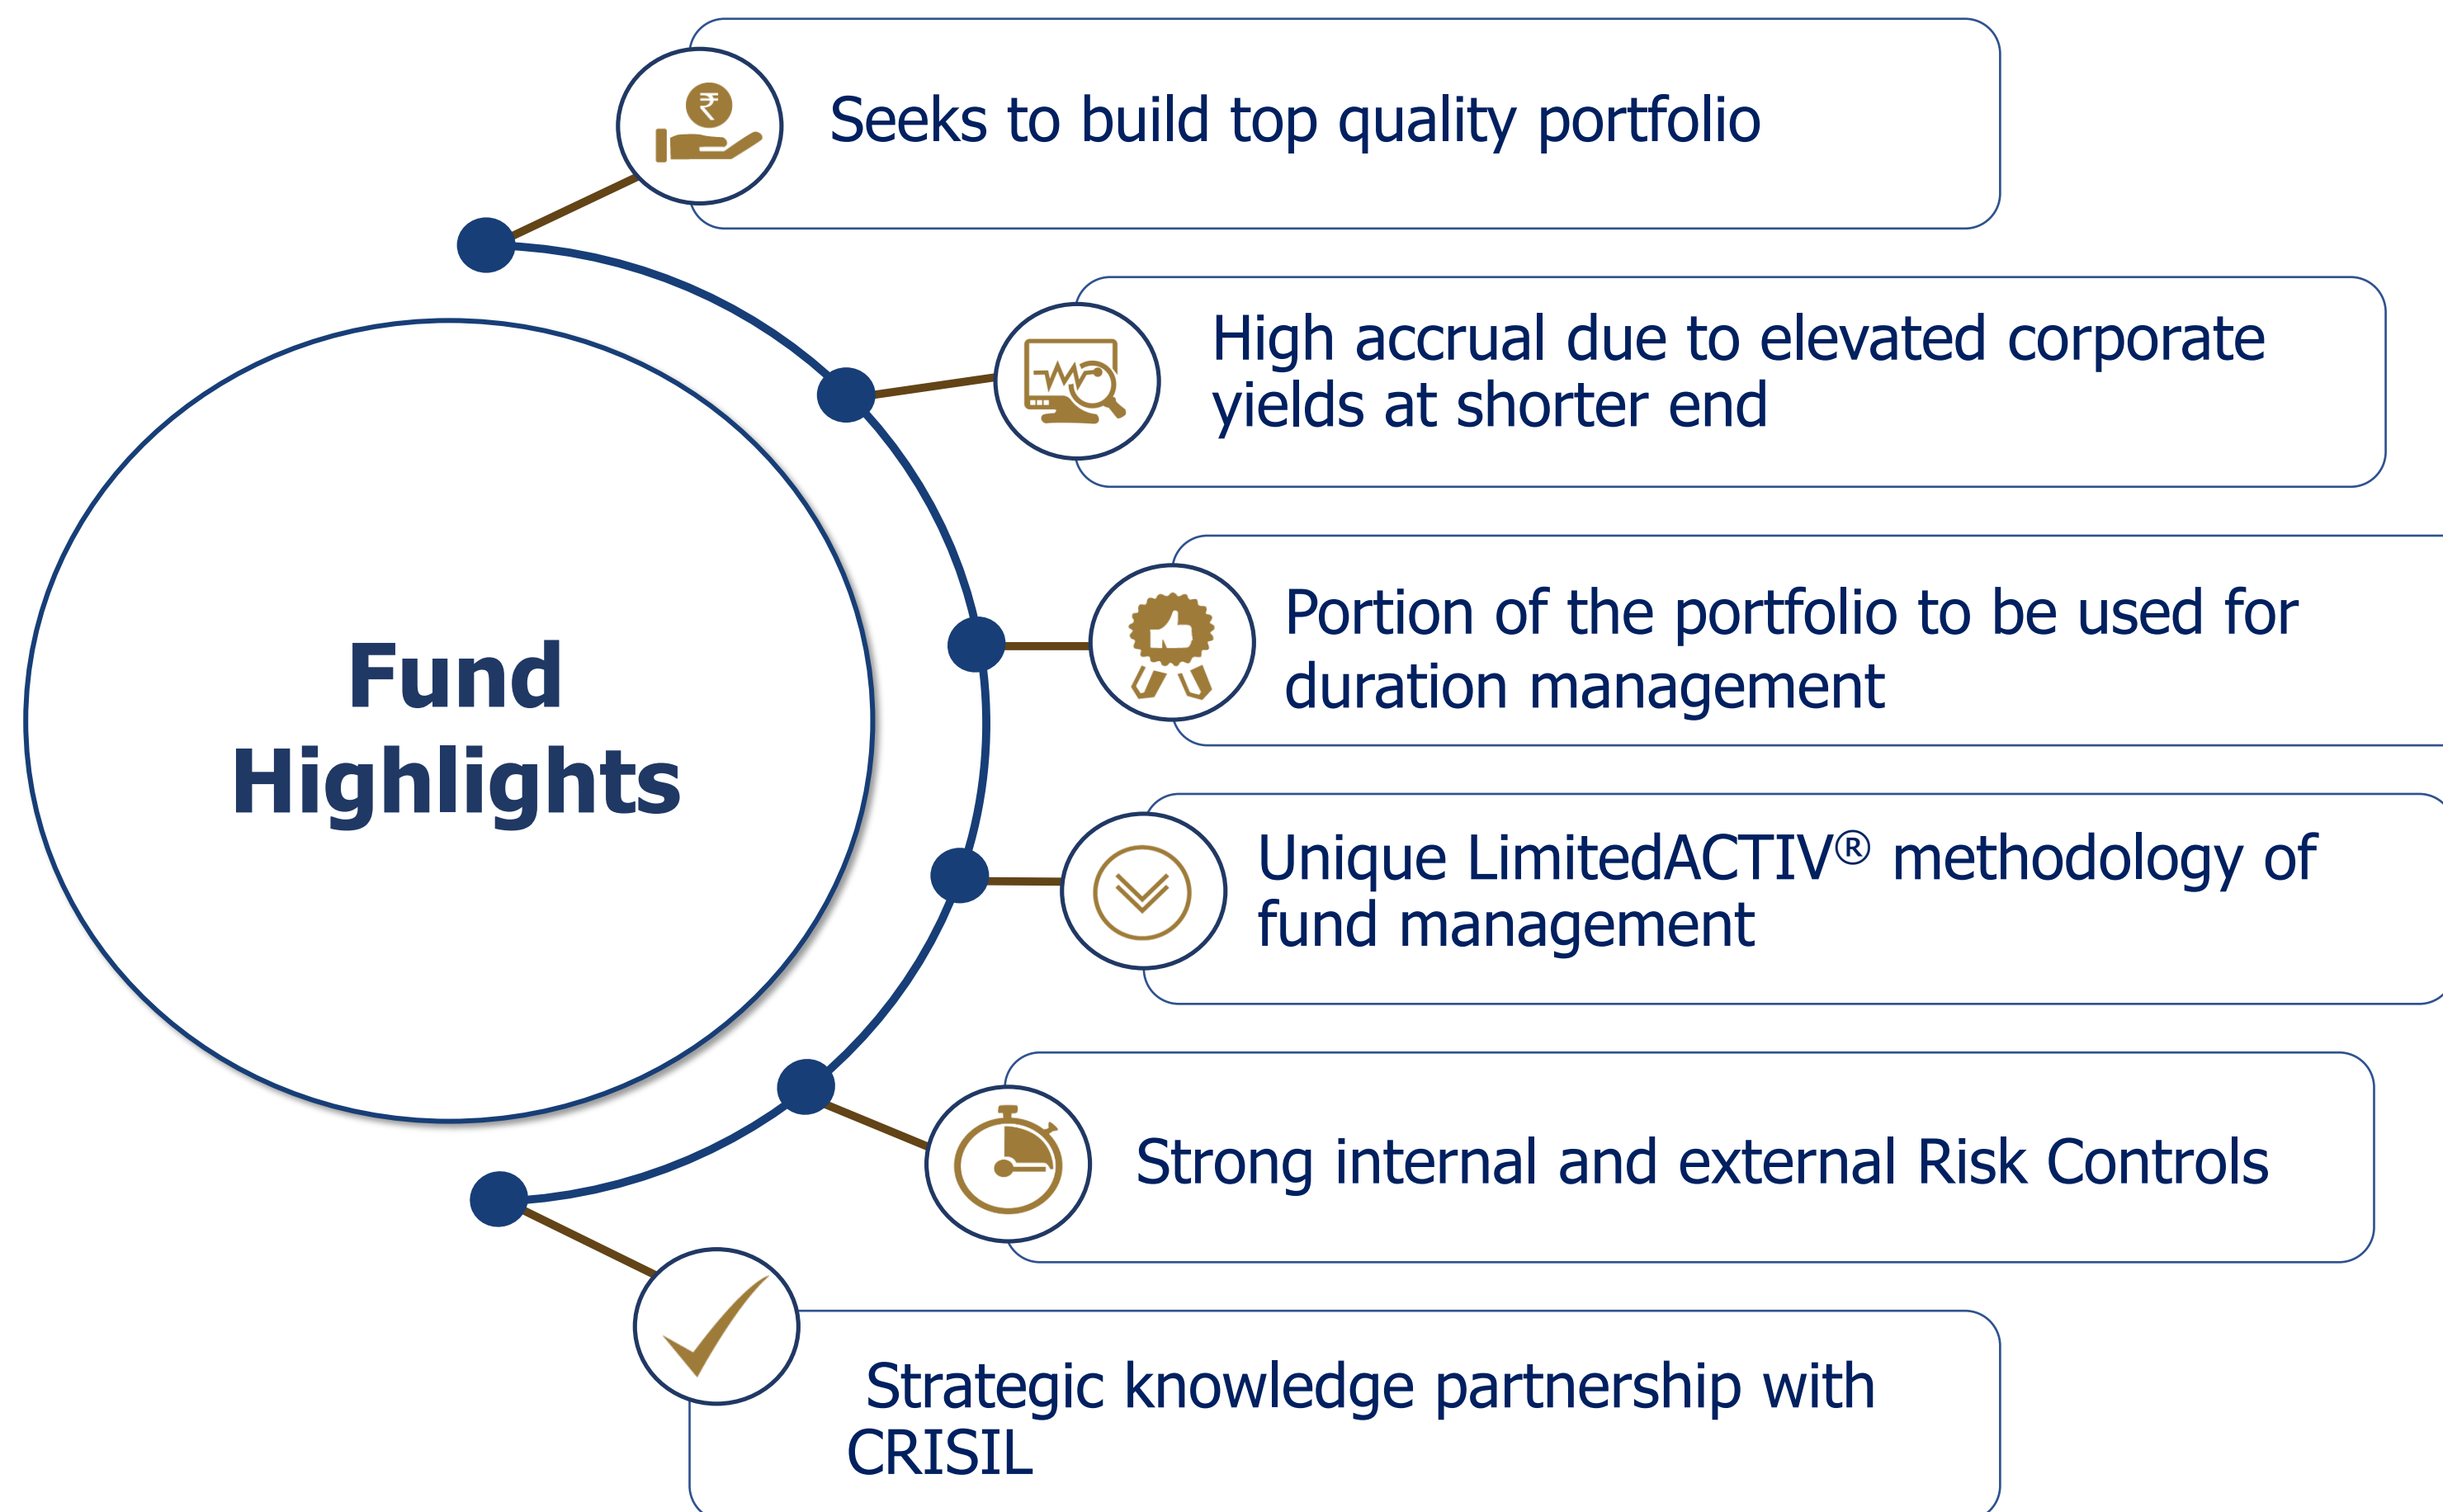 Seeks to build top quality portfolio
High accrual due to elevated corporate
yields at shorter end
Portion of the portfolio to be used for
duration management
Fund
Highlights
Unique LimitedACTIV® methodology of
fund management
Strong internal and external Risk Controls
Strategic knowledge partnership with
CRISIL